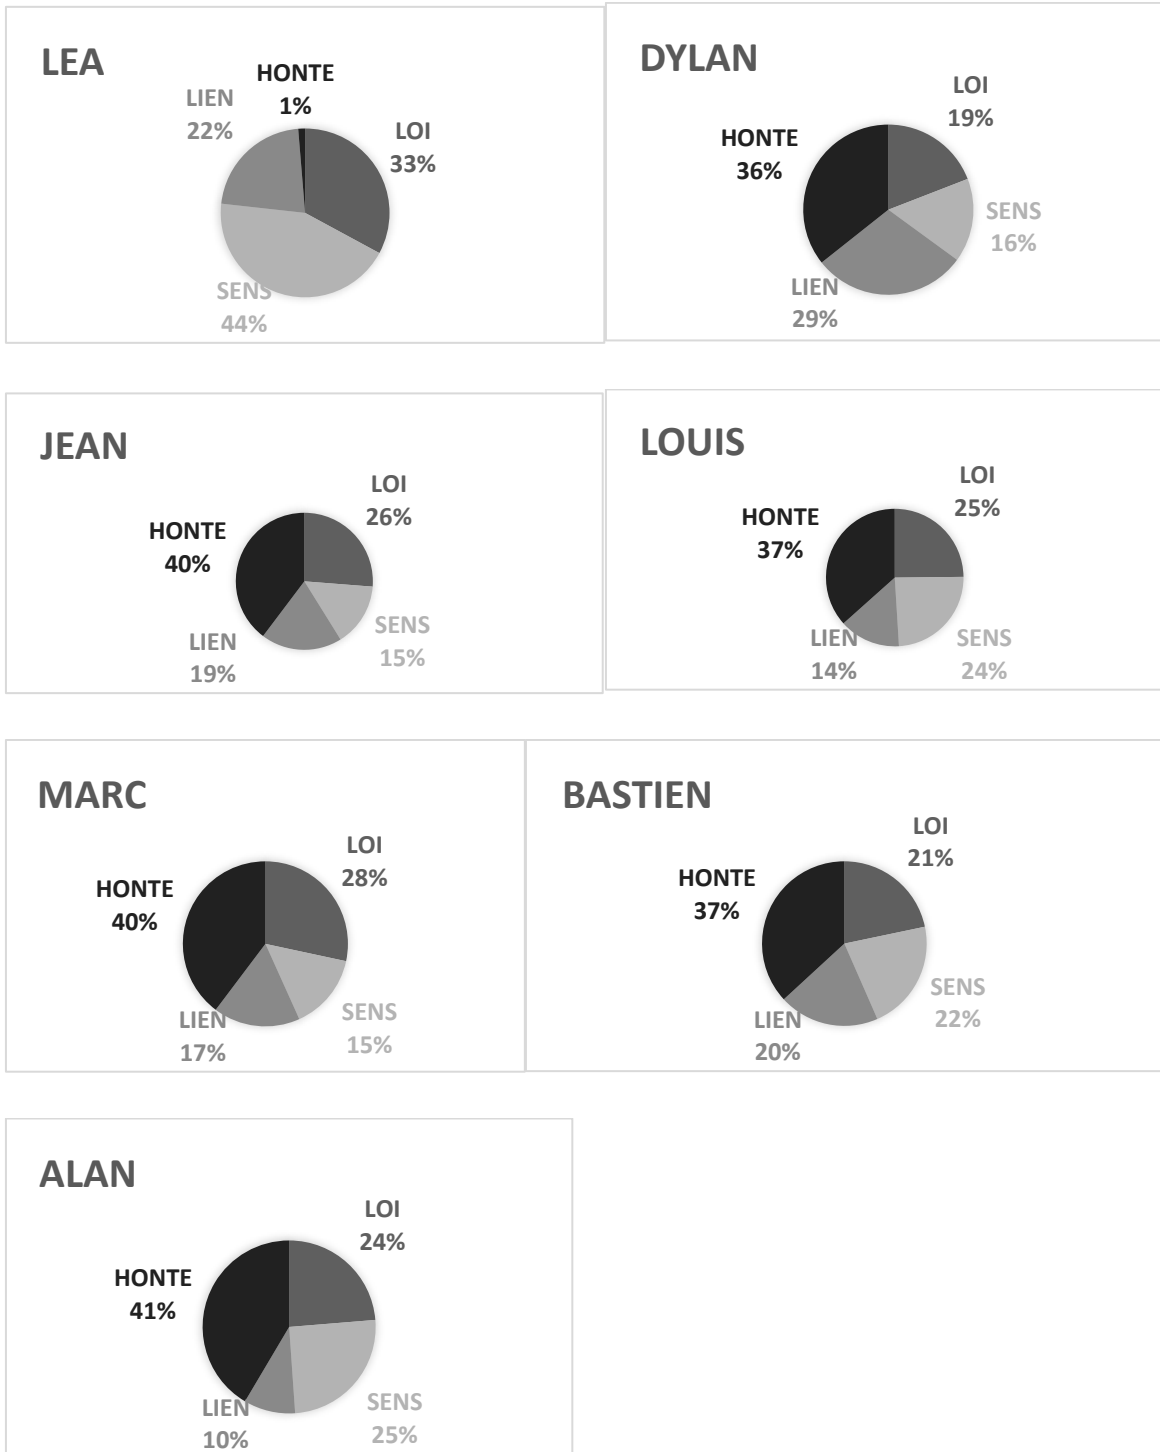 LEA
HONTE
1%
LIEN
22%
LOI
33%
SENS
44%
DYLAN
LOI
19%
HONTE
36%
SENS
16%
LIEN
29%
JEAN
LOI
26%
HONTE
40%
SENS
15%
LIEN
19%
LOUIS
LOI
25%
HONTE
37%
LIEN
14%
SENS
24%
MARC
LOI
28%
HONTE
40%
SENS
15%
LIEN
17%
BASTIEN
LOI
21%
HONTE
37%
SENS
22%
LIEN
20%
ALAN
LOI
24%
HONTE
41%
SENS
25%
LIEN
10%